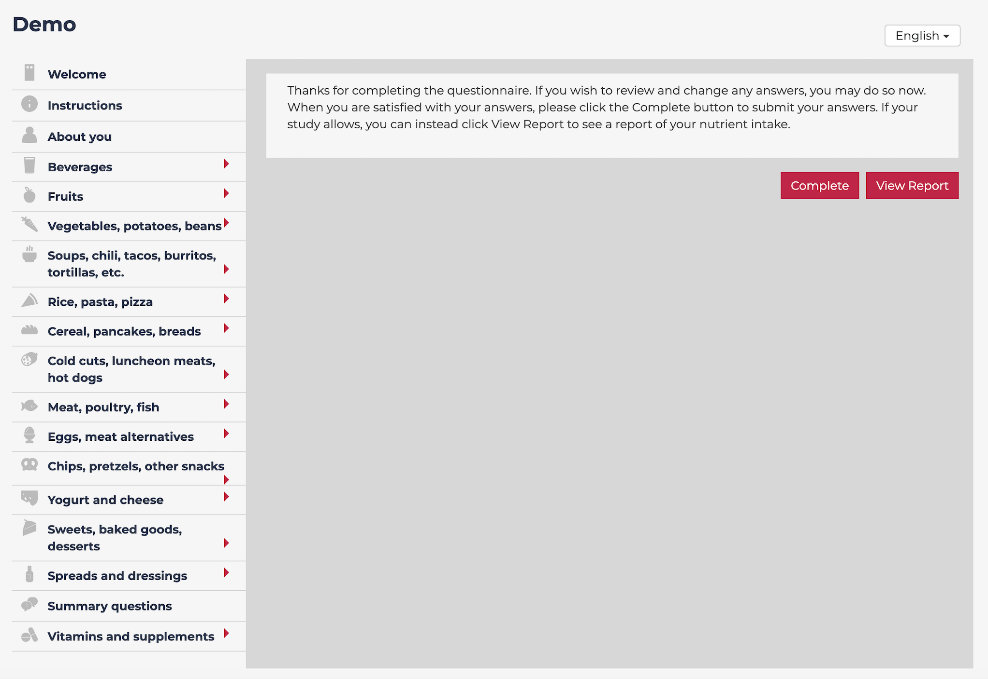 Demo
English
Welcome
Instructions
About you
Beverages
Fruits
Vegetables, potatoes, beans
Soups, chili, tacos, burritos,
tortillas, etc.
Rice, pasta, pizza
Cereal, pancakes, breads
Cold cuts, luncheon meats,
hot dogs
Meat, poultry, fish
Eggs, meat alternatives
Chips, pretzels, other snacks
Yogurt and cheese
Sweets, baked goods,
desserts
Spreads and dressings
Summary questions
Vitamins and supplements
Thanks for completing the questionnaire. If you wish to review and change any answers, you may do so now.
When you are satisfied with your answers, please click the Complete button to submit your answers. If your
study allows, you can instead click View Report to see a report of your nutrient intake.
Complete
View Report